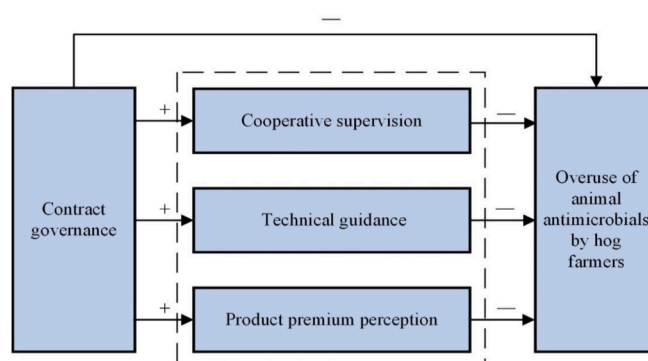 —
+
Cooperative supervision
—
Contract
governance
+
Technical guidance
—
Overuse of
animal
antimicrobials
by hog
farmers
+
Product premium perception
—